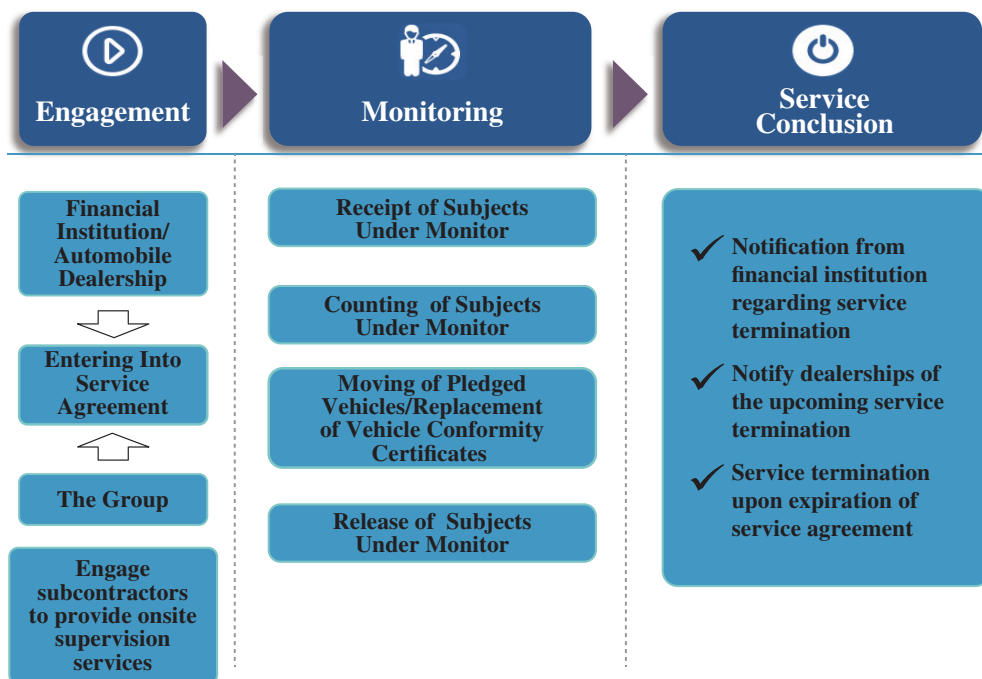 Engagement
Monitoring
Service
Conclusion
Financial
Institution/
Automobile
Dealership
Entering Into
Service
Agreement
The Group
Engage
subcontractors
to provide onsite
supervision
services
Receipt of Subjects
Under Monitor
Counting of Subjects
Under Monitor
Moving of Pledged
Vehicles/Replacement
of Vehicle Conformity
Certificates
Release of Subjects
Under Monitor
Notification from
financial institution
regarding service
termination
Notify dealerships of
the upcoming service
termination
Service termination
upon expiration of
service agreement